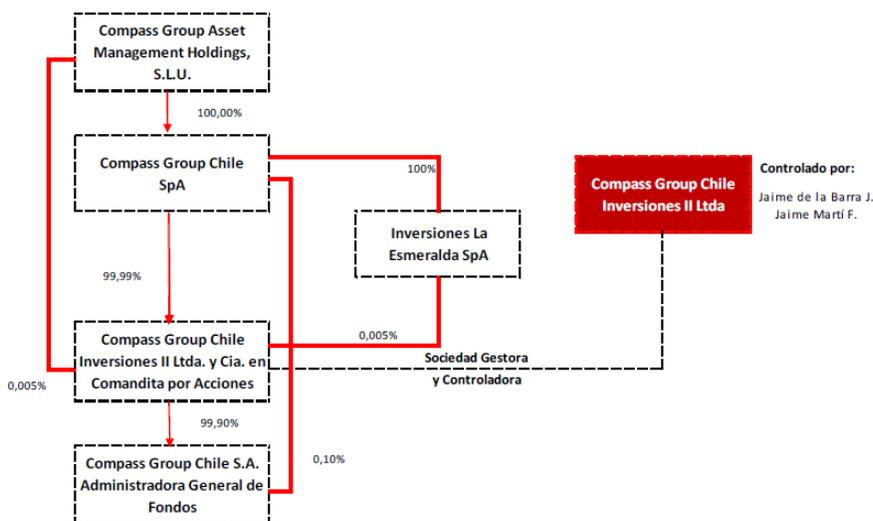 Compass Group Asset
Management Holdings,
S.L.U.
100,00%
Compass Group Chile
SpA
100%
Compass Group Chile
Inversiones II Ltda
Controlado por:
Jaime de la Barra J.
Jaime Martí F.
Inversiones La
Esmeralda SpA
99,99%
Compass Group Chile
Inversiones II Ltda. y Cia. en
Comandita por Acciones
0,005%
Sociedad Gestora
y Controladora
0,005%
99,90%
Compass Group Chile S.A.
Administradora General de
Fondos
0,10%